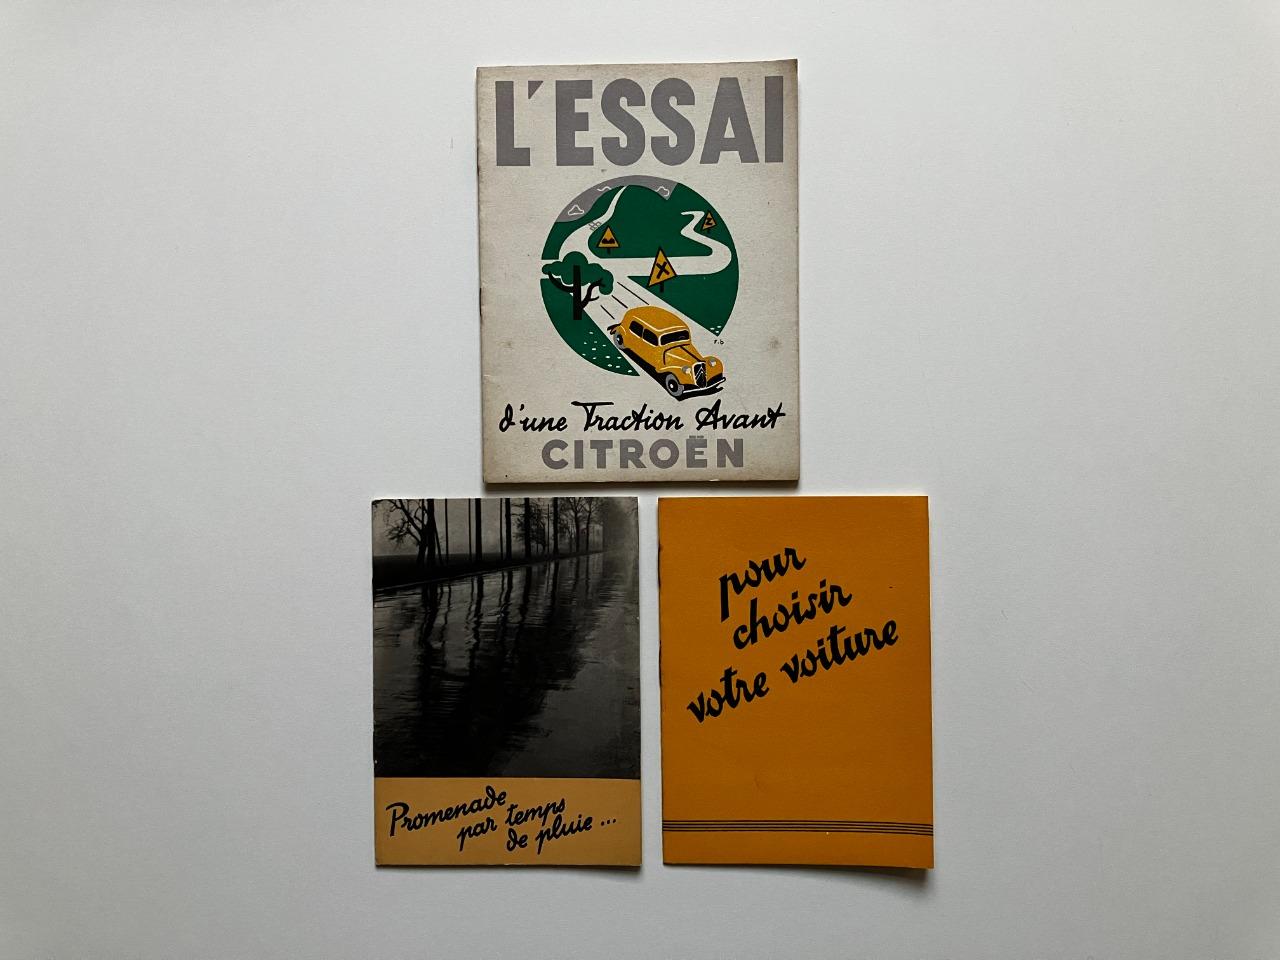 L'ESSAI
r.b
d'une Traction Avant
CITROËN
Promenade
par temps
de pluie...
pour
choisir
votre voiture